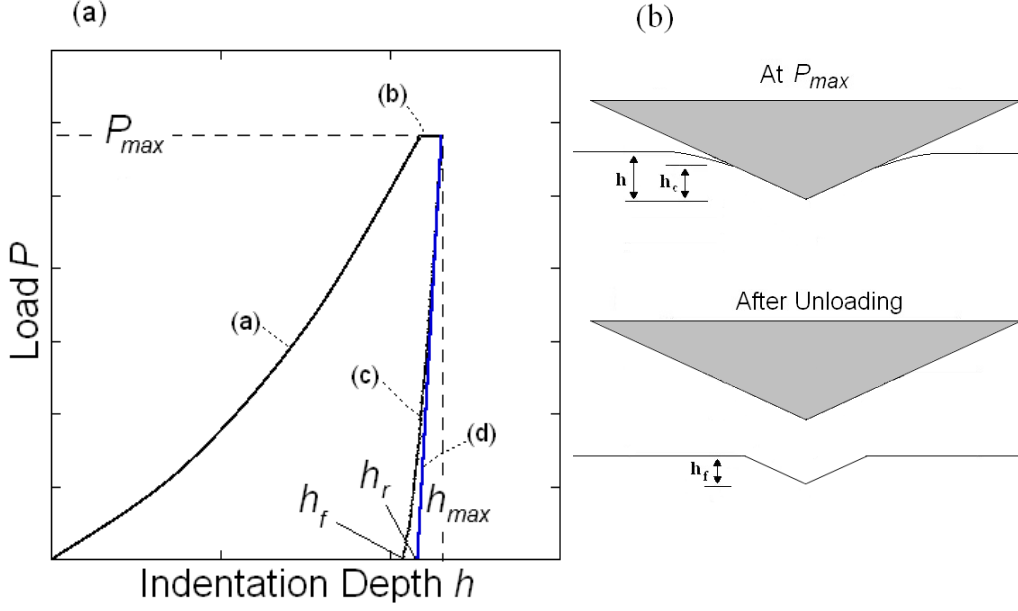 (a)
(b)
P_max
(a)
(c)
(d)
h_f
h_r
h_max
Load P
Indentation Depth h
(b)
At P_max
h
h_c
After Unloading
h_f